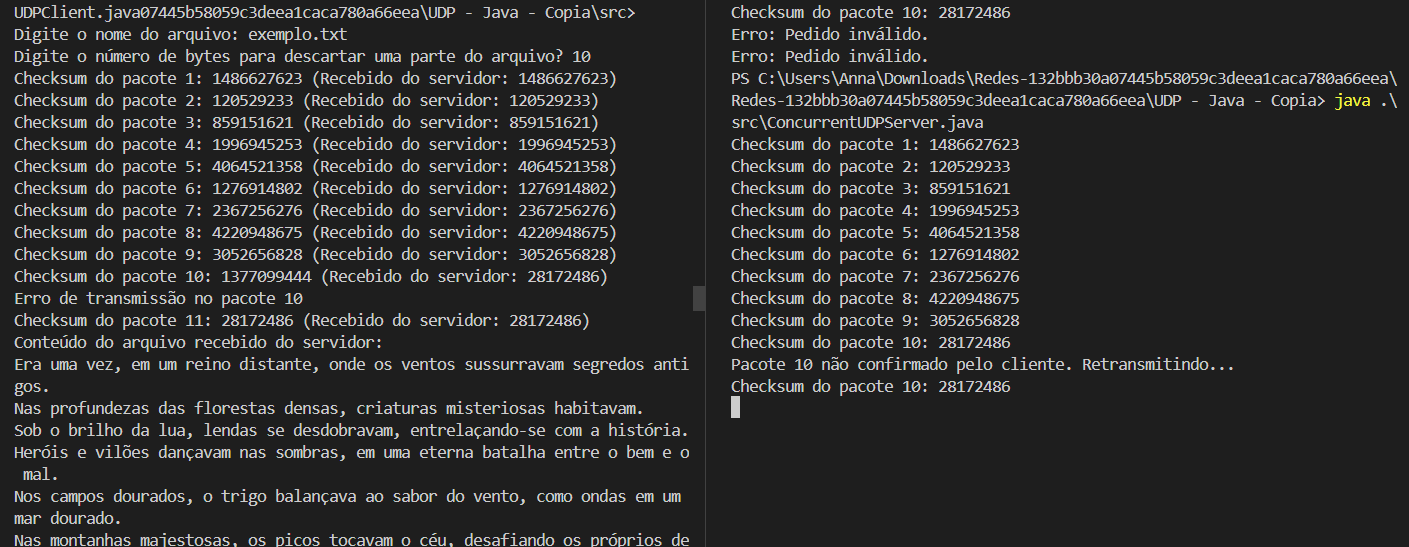 UDPClient.java07445b58059c3deea1caca780a66eea\UDP - Java - Copia\src>
Digite o nome do arquivo: exemplo.txt
Digite o número de bytes para descartar uma parte do arquivo? 10
Checksum do pacote 1: 1486627623 (Recebido do servidor: 1486627623)
Checksum do pacote 2: 120529233 (Recebido do servidor: 120529233)
Checksum do pacote 3: 859151621 (Recebido do servidor: 859151621)
Checksum do pacote 4: 1996945253 (Recebido do servidor: 1996945253)
Checksum do pacote 5: 4064521358 (Recebido do servidor: 4064521358)
Checksum do pacote 6: 1276914802 (Recebido do servidor: 1276914802)
Checksum do pacote 7: 2367256276 (Recebido do servidor: 2367256276)
Checksum do pacote 8: 4220948675 (Recebido do servidor: 4220948675)
Checksum do pacote 9: 3052656828 (Recebido do servidor: 3052656828)
Checksum do pacote 10: 1377099444 (Recebido do servidor: 28172486)
Erro de transmissão no pacote 10
Checksum do pacote 11: 28172486 (Recebido do servidor: 28172486)
Conteúdo do arquivo recebido do servidor:
Era uma vez, em um reino distante, onde os ventos sussurravam segredos anti
gos.
Nas profundezas das florestas densas, criaturas misteriosas habitavam.
Sob o brilho da lua, lendas se desdobravam, entrelaçando-se com a história.
Heróis e vilões dançavam nas sombras, em uma eterna batalha entre o bem e o
 mal.
Nos campos dourados, o trigo balançava ao sabor do vento, como ondas em um
mar dourado.
Nas montanhas majestosas, os picos tocavam o céu, desafiando os próprios de
Checksum do pacote 10: 28172486
Erro: Pedido inválido.
Erro: Pedido inválido.
PS C:\Users\Anna\Downloads\Redes-132bbb30a07445b58059c3deea1caca780a66eea\
Redes-132bbb30a07445b58059c3deea1caca780a66eea\UDP - Java - Copia> java .\
src\ConcurrentUDPServer.java
Checksum do pacote 1: 1486627623
Checksum do pacote 2: 120529233
Checksum do pacote 3: 859151621
Checksum do pacote 4: 1996945253
Checksum do pacote 5: 4064521358
Checksum do pacote 6: 1276914802
Checksum do pacote 7: 2367256276
Checksum do pacote 8: 4220948675
Checksum do pacote 9: 3052656828
Checksum do pacote 10: 28172486
Pacote 10 não confirmado pelo cliente. Retransmitindo...
Checksum do pacote 10: 28172486